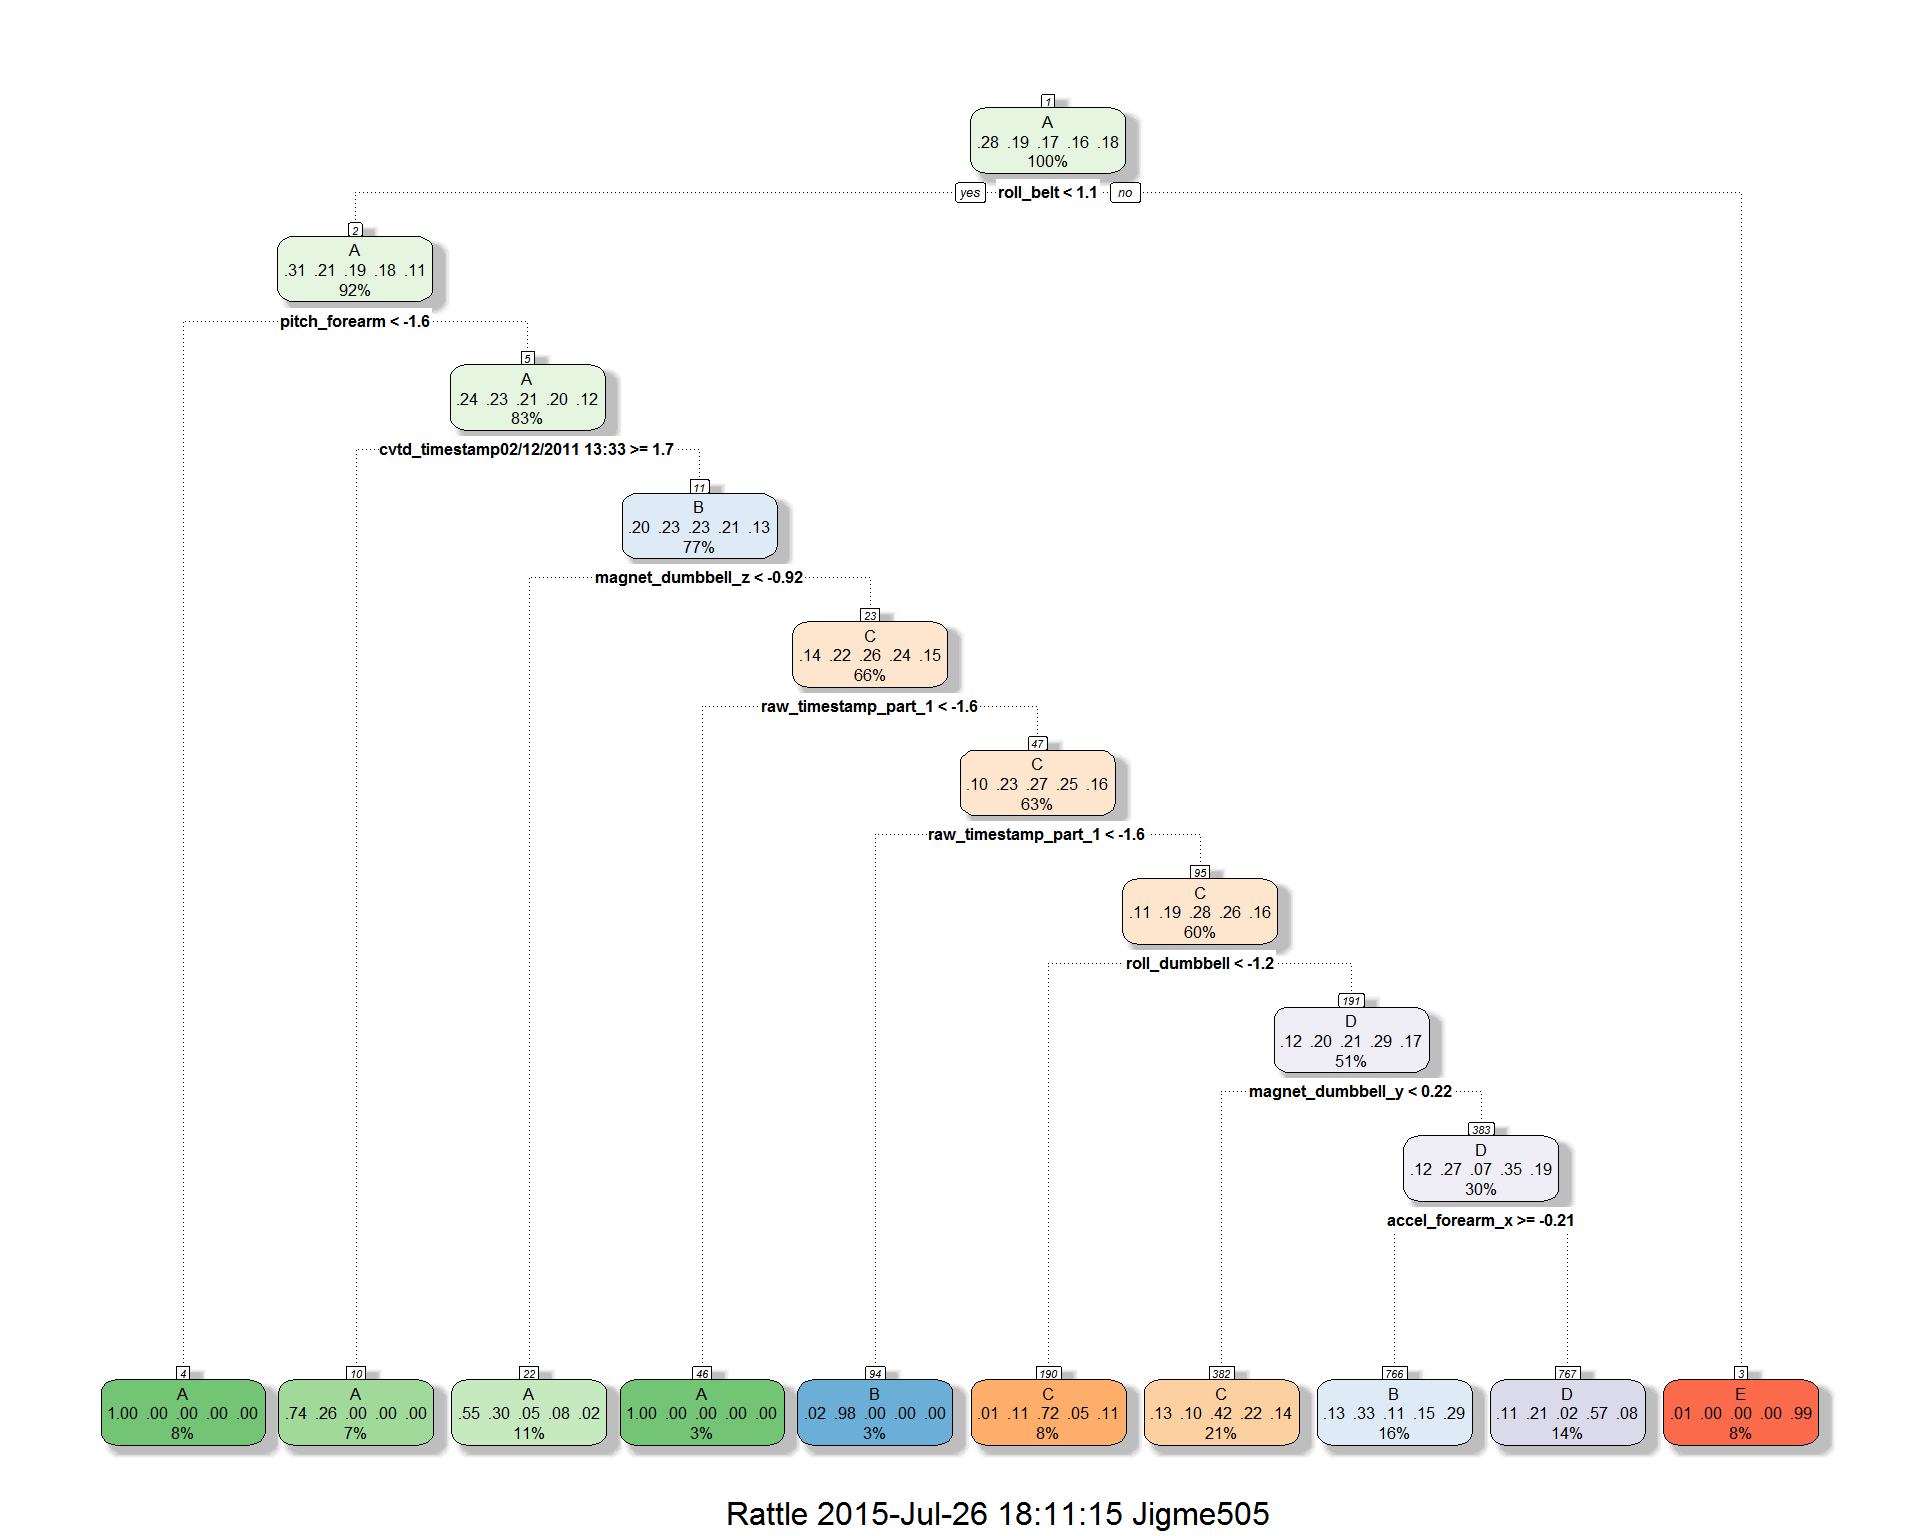 1
A
.28 .19 .17 .16 .18
100%
yes roll_belt < 1.1 no
2
A
.31 .21 .19 .18 .11
92%
pitch_forearm < -1.6
5
A
.24 .23 .21 .20 .12
83%
cvtd_timestamp02/12/2011 13:33 >= 1.7
11
B
.20 .23 .23 .21 .13
77%
magnet_dumbbell_z < -0.92
23
C
.14 .22 .26 .24 .15
66%
raw_timestamp_part_1 < -1.6
47
C
.10 .23 .27 .25 .16
63%
raw_timestamp_part_1 < -1.6
95
C
.11 .19 .28 .26 .16
60%
roll_dumbbell < -1.2
191
D
.12 .20 .21 .29 .17
51%
magnet_dumbbell_y < 0.22
383
D
.12 .27 .07 .35 .19
30%
accel_forearm_x >= -0.21
4
A
1.00 .00 .00 .00 .00
8%
10
A
.74 .26 .00 .00 .00
7%
22
A
.55 .30 .05 .08 .02
11%
46
A
1.00 .00 .00 .00 .00
3%
94
B
.02 .98 .00 .00 .00
3%
190
C
.01 .11 .72 .05 .11
8%
382
C
.13 .10 .42 .22 .14
21%
766
B
.13 .33 .11 .15 .29
16%
767
D
.11 .21 .02 .57 .08
14%
3
E
.01 .00 .00 .00 .99
8%
Rattle 2015-Jul-26 18:11:15 Jigme505